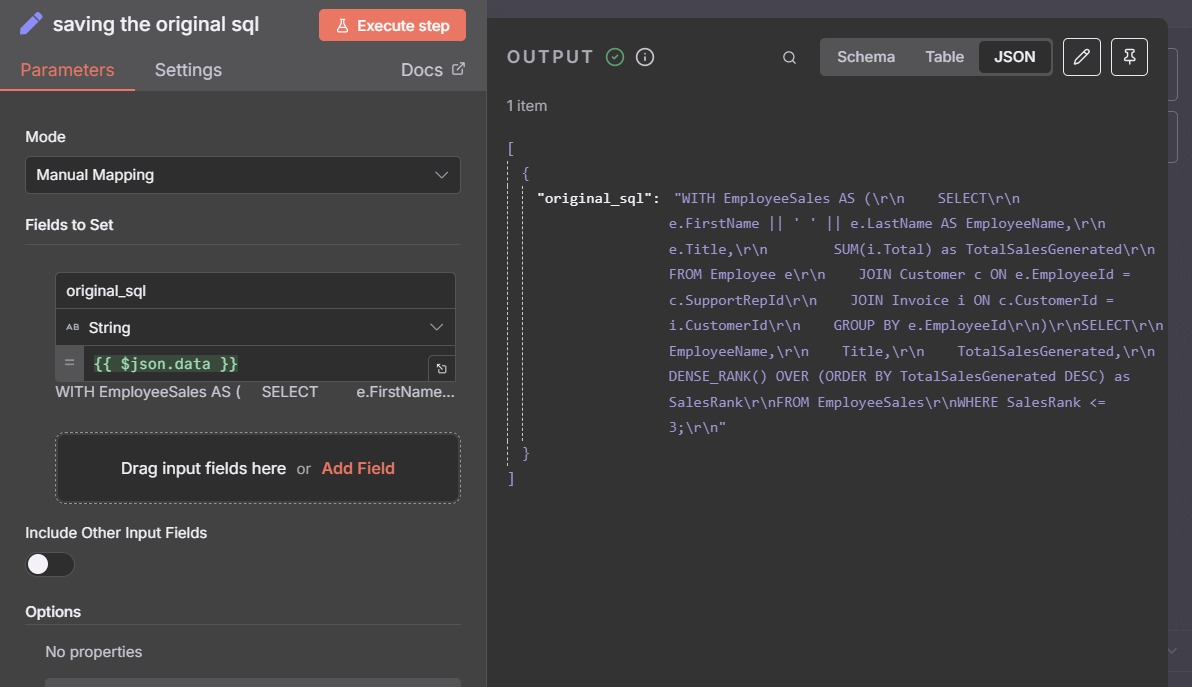 saving the original sql
Execute step
Parameters
Settings
Docs
Mode
Manual Mapping
Fields to Set
original_sql
AB String
= {{ $json.data }}
WITH EmployeeSales AS (     SELECT         e.FirstName...
Drag input fields here or Add Field
Include Other Input Fields
Options
No properties
OUTPUT
Schema
Table
JSON
1 item
[
{
"original_sql": "WITH EmployeeSales AS (\r\n    SELECT\r\n
e.FirstName || ' ' || e.LastName AS EmployeeName,\r\n
e.Title,\r\n        SUM(i.Total) as TotalSalesGenerated\r\n
FROM Employee e\r\n    JOIN Customer c ON e.EmployeeId =
c.SupportRepId\r\n    JOIN Invoice i ON c.CustomerId =
i.CustomerId\r\n    GROUP BY e.EmployeeId\r\n)\r\nSELECT\r\n
EmployeeName,\r\n    Title,\r\n    TotalSalesGenerated,\r\n
DENSE_RANK() OVER (ORDER BY TotalSalesGenerated DESC) as
SalesRank\r\nFROM EmployeeSales\r\nWHERE SalesRank <=
3;\r\n"
}
]